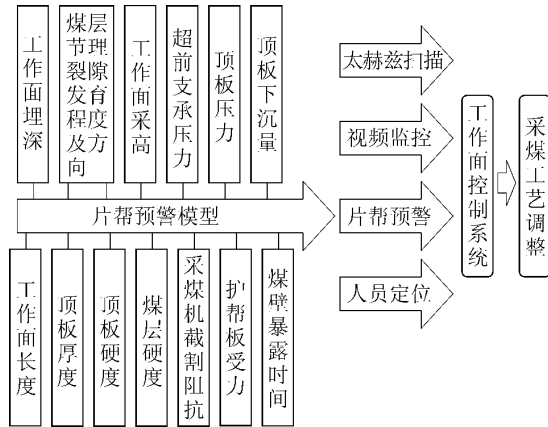 工作面埋深
煤层节理裂隙发育程度及方向
工作面采高
超前支承压力
顶板压力
顶板下沉量
片帮预警模型
工作面长度
顶板厚度
顶板硬度
煤层硬度
采煤机截割阻抗
护帮板受力
煤壁暴露时间
太赫兹扫描
视频监控
片帮预警
人员定位
工作面控制系统
采煤工艺调整